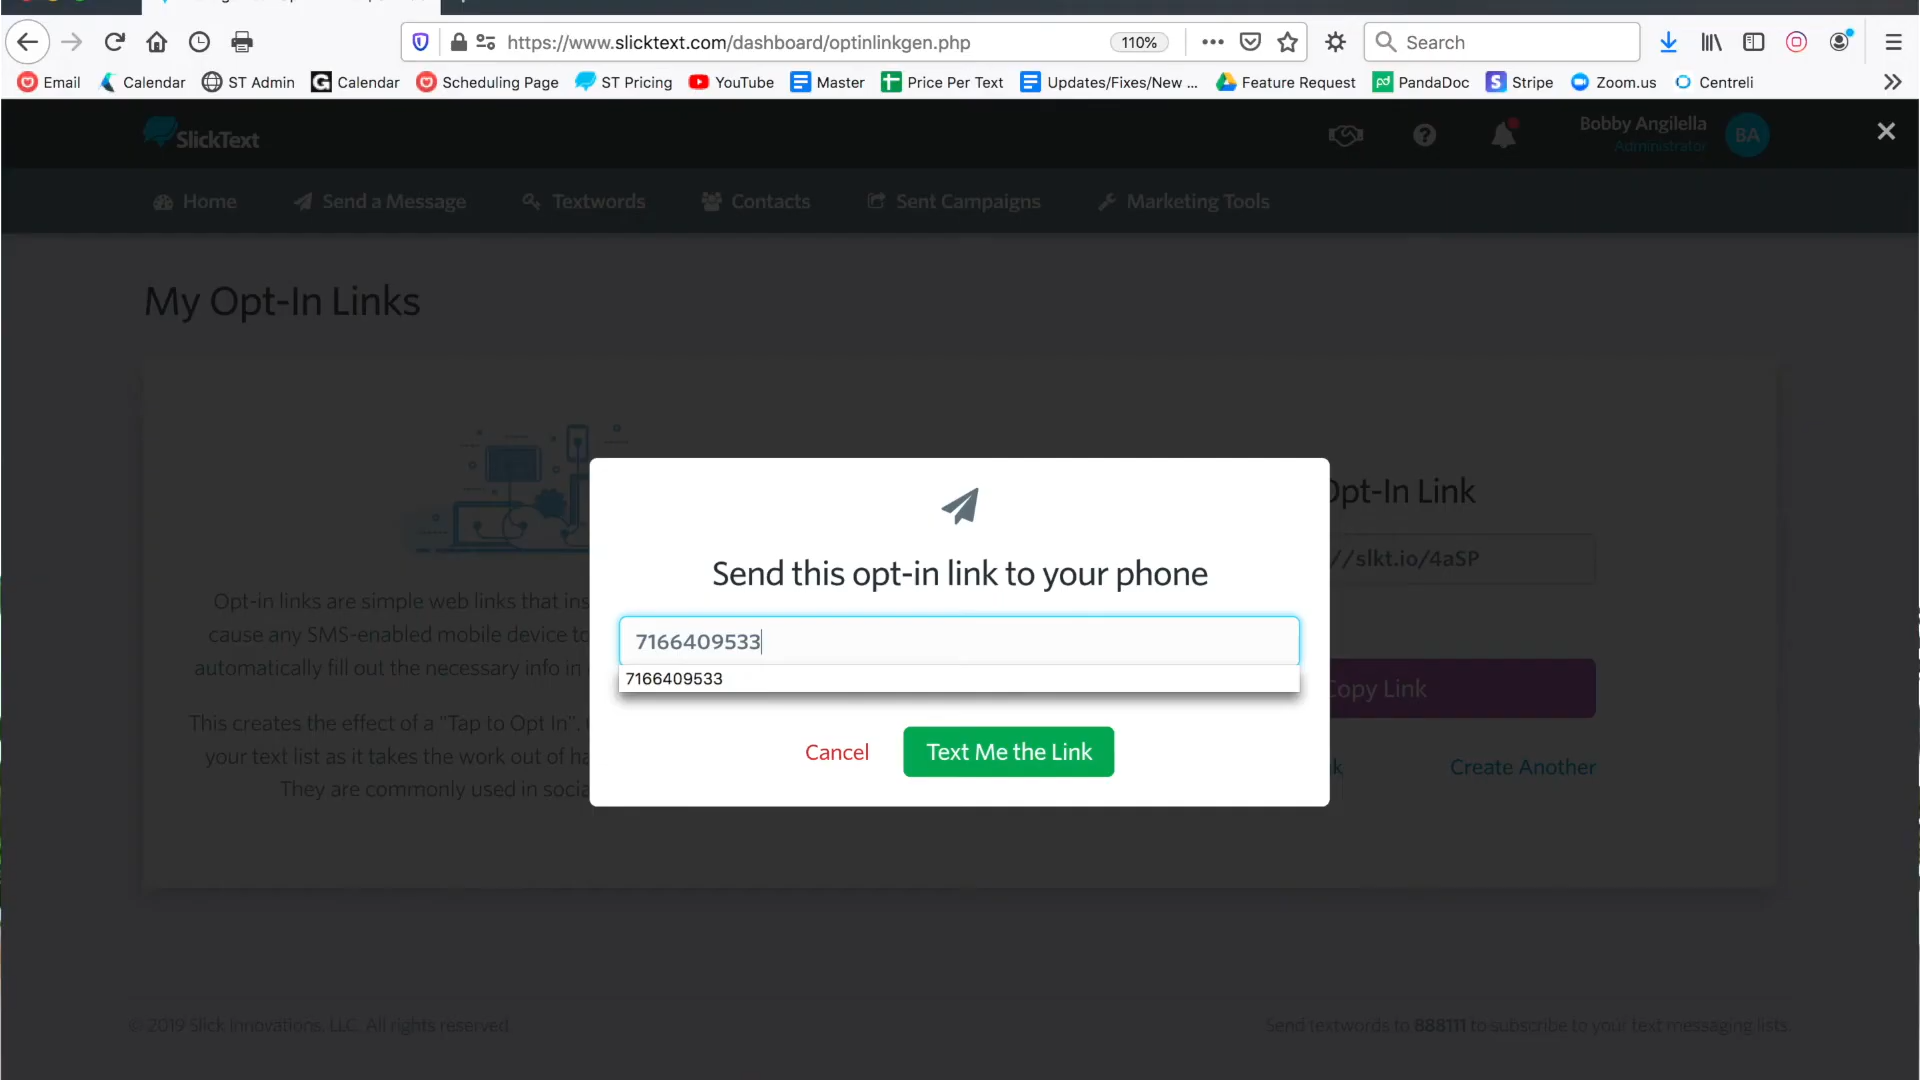 https://www.slicktext.com/dashboard/optinlinkgen.php
110%
Search
Email
Calendar
ST Admin
Calendar
Scheduling Page
ST Pricing
YouTube
Master
Price Per Text
Updates/Fixes/New ...
Feature Request
PandaDoc
Stripe
Zoom.us
Centreli
SlickText
Bobby Angilella
Administrator
BA
Home
Send a Message
Textwords
Contacts
Sent Campaigns
Marketing Tools
My Opt-In Links
Opt-In Link
//slkt.io/4aSP
Send this opt-in link to your phone
7166409533
7166409533
Cancel
Text Me the Link
Opt-in links are simple web links that ins
cause any SMS-enabled mobile device to
automatically fill out the necessary info in
This creates the effect of a "Tap to Opt In".
your text list as it takes the work out of ha
They are commonly used in socia
Copy Link
k
Create Another
© 2019 Slick Innovations, LLC. All rights reserved
Send textwords to 888111 to subscribe to your text messaging lists.